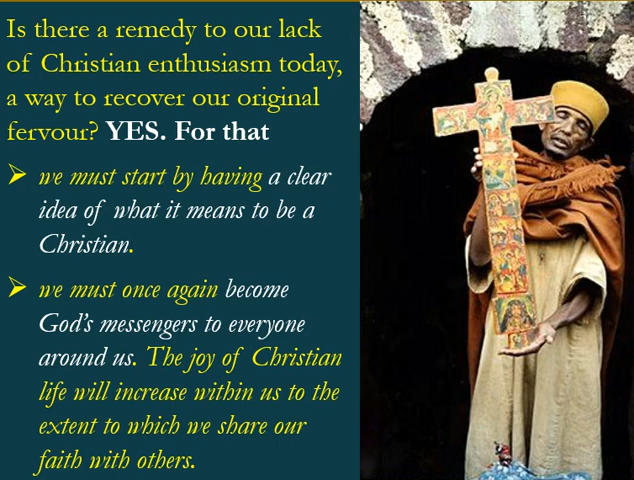 Is there a remedy to our lack
of Christian enthusiasm today,
a way to recover our original
fervour? YES. For that
➢ we must start by having a clear
idea of what it means to be a
Christian.
➢ we must once again become
God's messengers to everyone
around us. The joy of Christian
life will increase within us to the
extent to which we share our
faith with others.